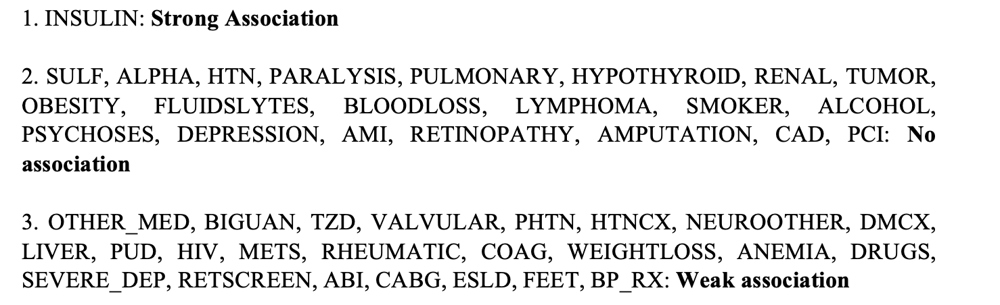 1. INSULIN: Strong Association
2. SULF, ALPHA, HTN, PARALYSIS, PULMONARY, HYPOTHYROID, RENAL, TUMOR,
OBESITY, FLUIDSLYTES, BLOODLOSS, LYMPHOMA, SMOKER, ALCOHOL,
PSYCHOSES, DEPRESSION, AMI, RETINOPATHY, AMPUTATION, CAD, PCI: No
association
3. OTHER_MED, BIGUAN, TZD, VALVULAR, PHTN, HTNCX, NEUROOTHER, DMCX,
LIVER, PUD, HIV, METS, RHEUMATIC, COAG, WEIGHTLOSS, ANEMIA, DRUGS,
SEVERE_DEP, RETSCREEN, ABI, CABG, ESLD, FEET, BP_RX: Weak association